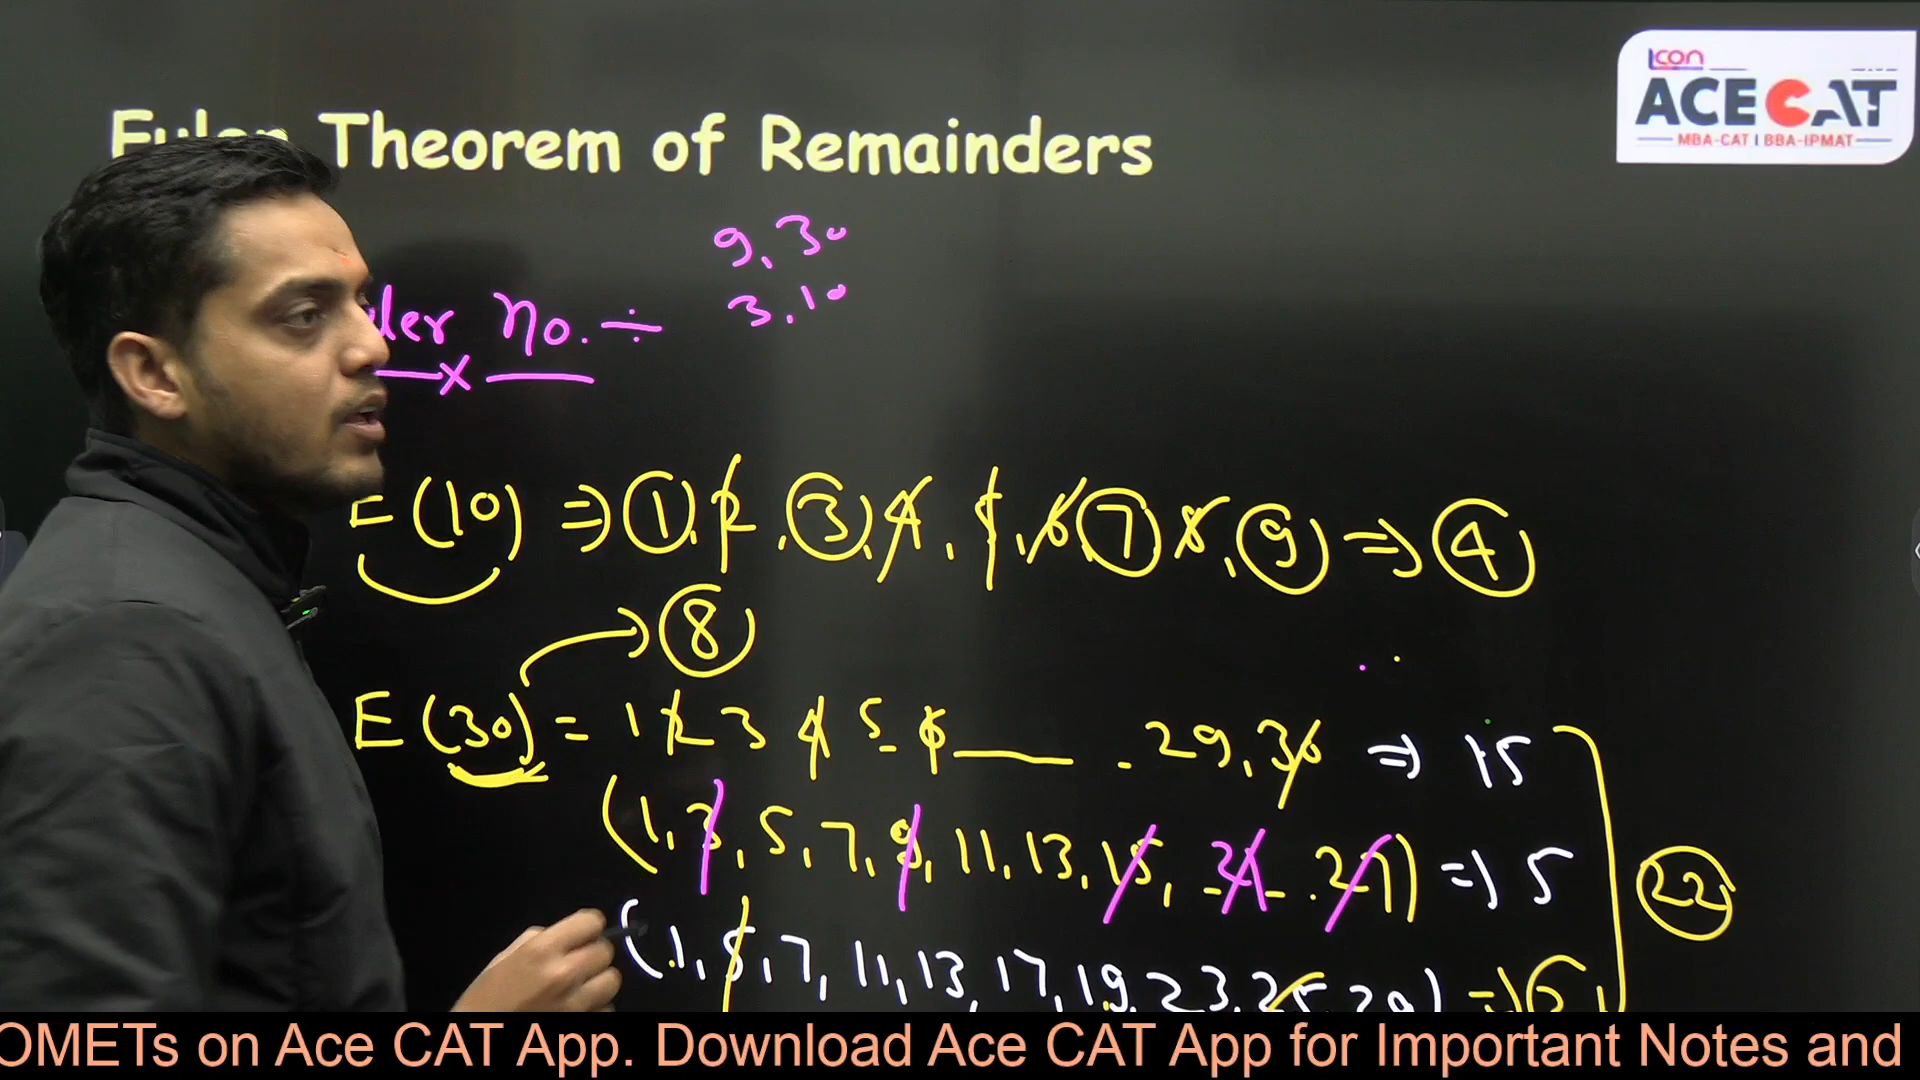 Icon
ACE CAT
MBA-CAT | BBA-IPMAT
Euler Theorem of Remainders
9, 30
3, 10
no. ÷
E(10) ⇒ 1, 2, 3, 4, 5, 6, 7, 8, 9 ⇒ 4
8
E(30) = 1 2 3 4 5 6 29, 30 ⇒ 15
(1, 3, 5, 7, 9, 11, 13, 15, 21 27) ⇒ 5
22
(1, 5, 7, 11, 13, 17, 19, 23, 25, 29) ⇒
OMETs on Ace CAT App. Download Ace CAT App for Important Notes and